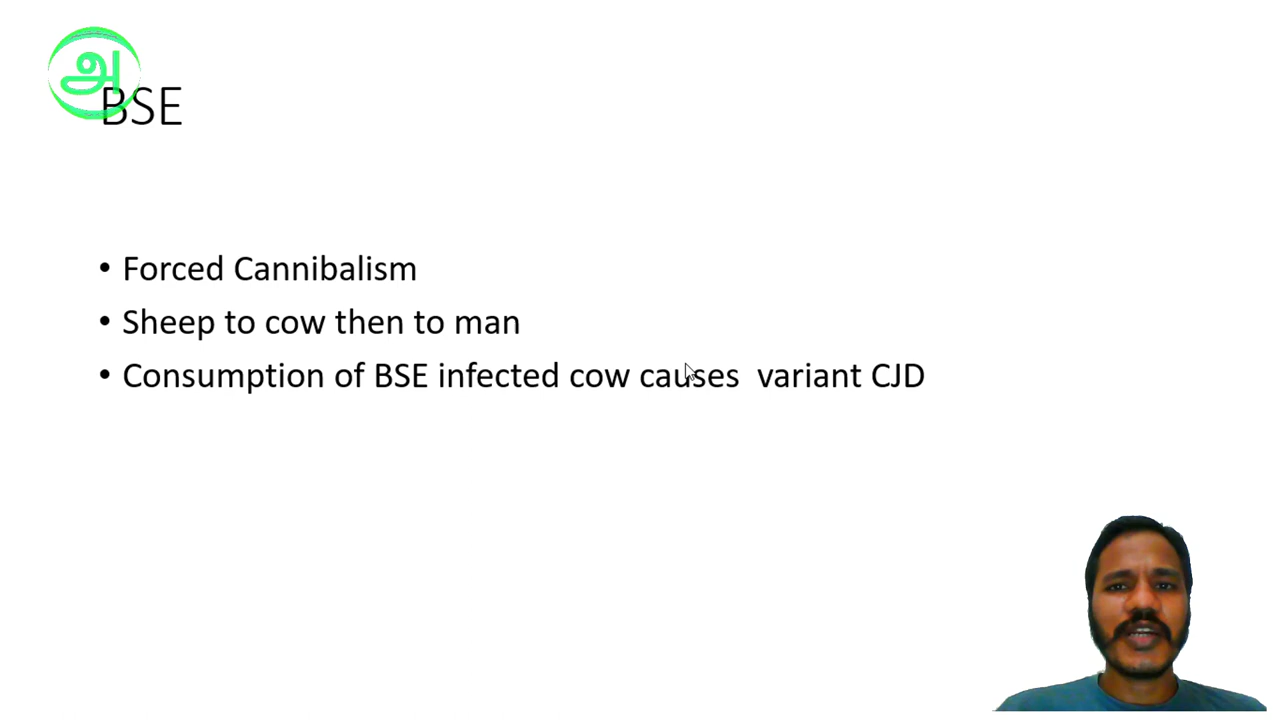 அ
BSE
• Forced Cannibalism
• Sheep to cow then to man
• Consumption of BSE infected cow causes  variant CJD